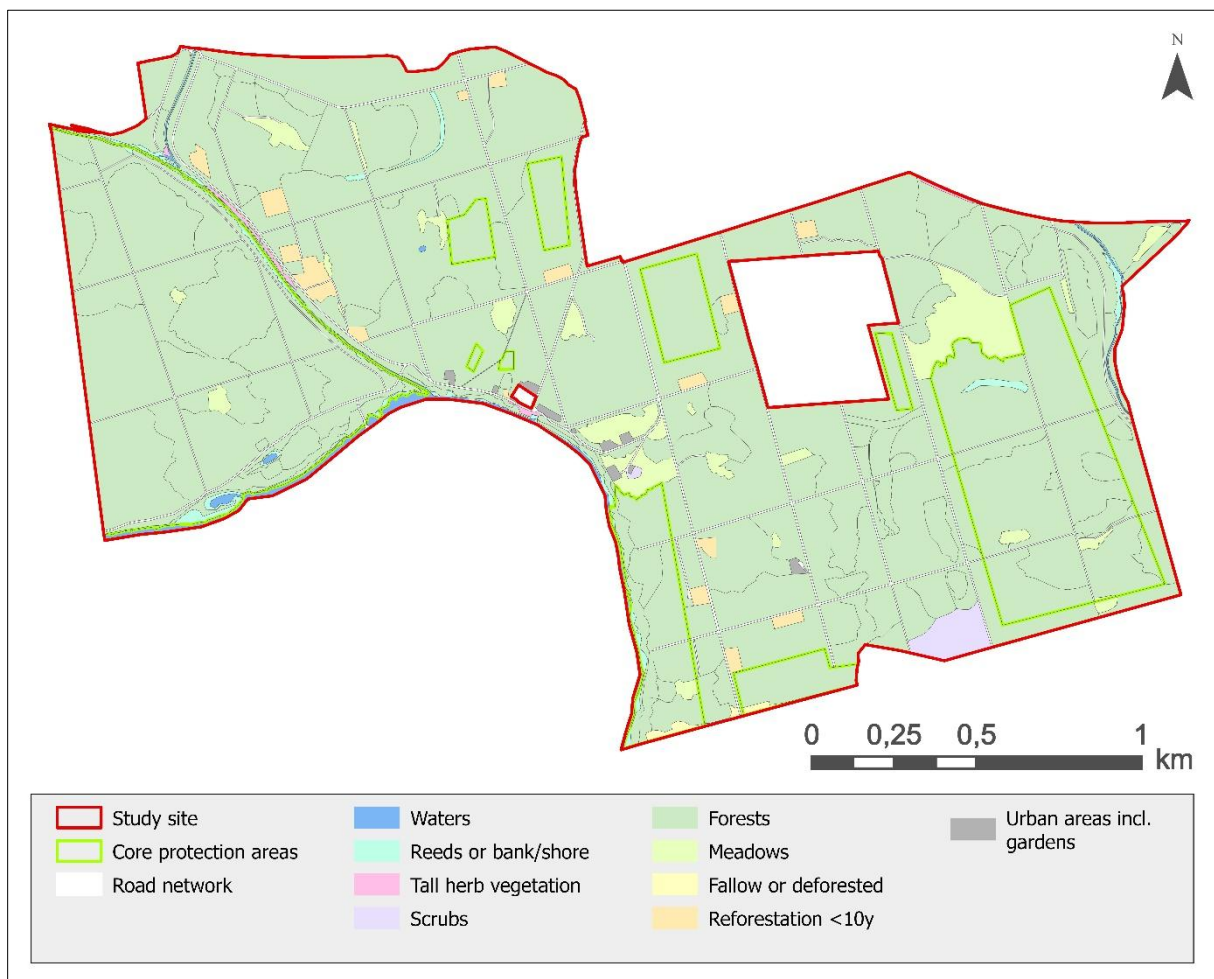 N
0 0,25 0,5 1
km
Study site
Core protection areas
Road network
Waters
Reeds or bank/shore
Tall herb vegetation
Scrubs
Forests
Meadows
Fallow or deforested
Reforestation <10y
Urban areas incl.
gardens